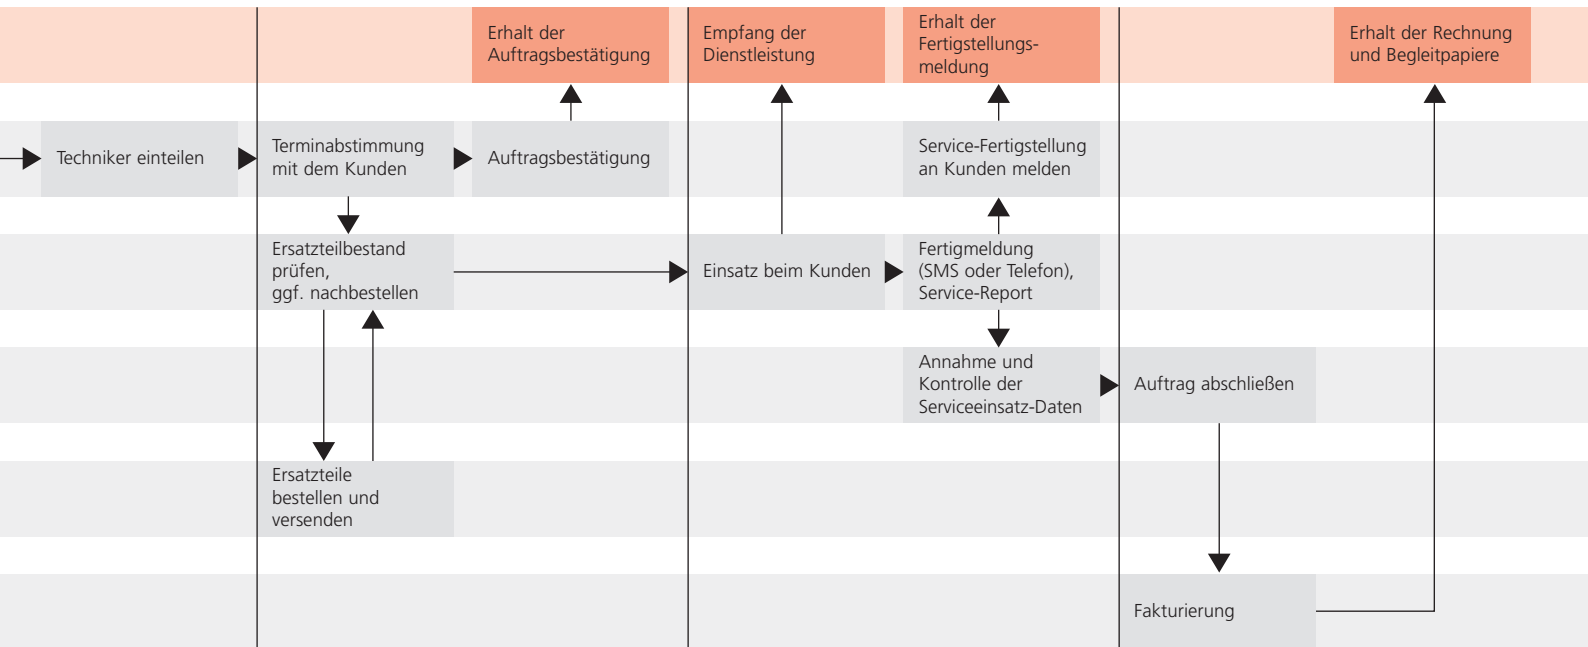 Erhalt der
Auftragsbestätigung
Empfang der
Dienstleistung
Erhalt der
Fertigstellungs-
meldung
Erhalt der Rechnung
und Begleitpapiere
Techniker einteilen
Terminabstimmung
mit dem Kunden
Auftragsbestätigung
Service-Fertigstellung
an Kunden melden
Ersatzteilbestand
prüfen,
ggf. nachbestellen
Einsatz beim Kunden
Fertigmeldung
(SMS oder Telefon),
Service-Report
Annahme und
Kontrolle der
Serviceeinsatz-Daten
Auftrag abschließen
Ersatzteile
bestellen und
versenden
Fakturierung